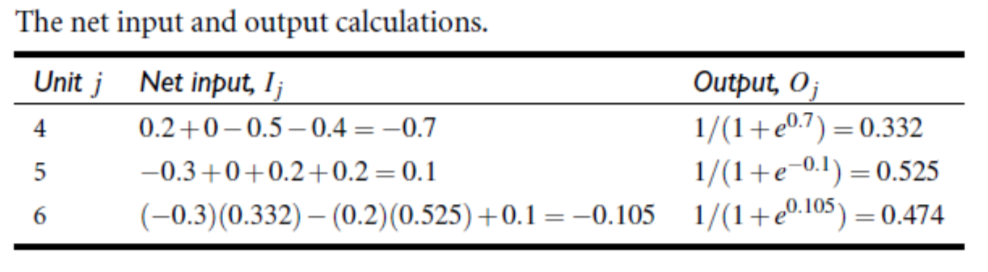 The net input and output calculations.
Unit j Net input, I_j Output, O_j
4 0.2+0−0.5−0.4=−0.7 1/(1+e^{0.7})=0.332
5 −0.3+0+0.2+0.2=0.1 1/(1+e^{−0.1})=0.525
6 (−0.3)(0.332)−(0.2)(0.525)+0.1=−0.105 1/(1+e^{0.105})=0.474